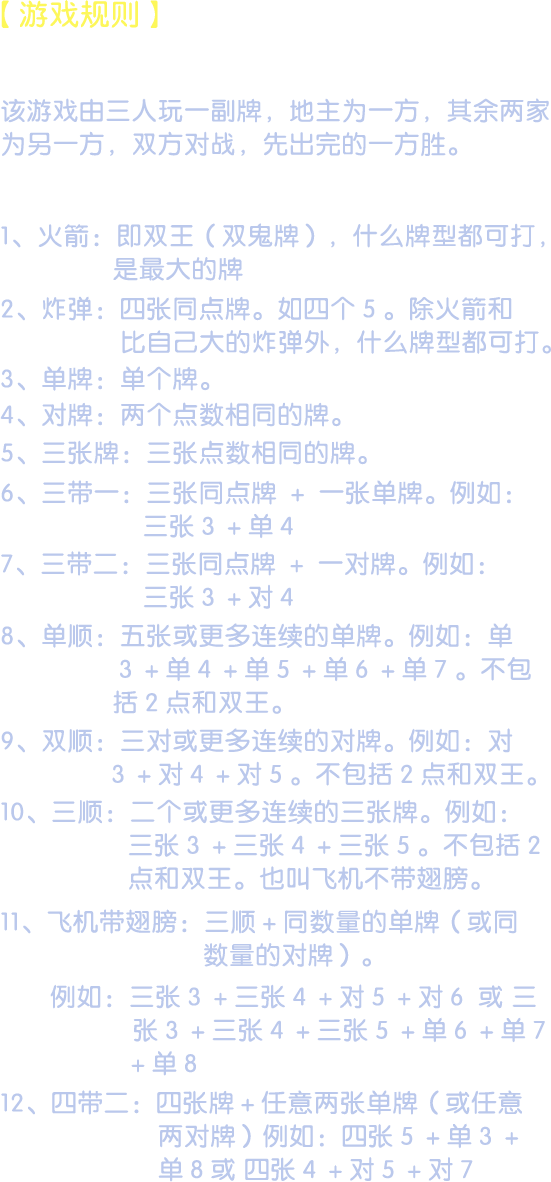 【游戏规则】
该游戏由三人玩一副牌，地主为一方，其余两家
为另一方，双方对战，先出完的一方胜。
1、火箭：即双王（双鬼牌），什么牌型都可打，
是最大的牌
2、炸弹：四张同点牌。如四个 5 。除火箭和
比自己大的炸弹外，什么牌型都可打。
3、单牌：单个牌。
4、对牌：两个点数相同的牌。
5、三张牌：三张点数相同的牌。
6、三带一：三张同点牌 + 一张单牌。例如：
三张 3 + 单 4
7、三带二：三张同点牌 + 一对牌。例如：
三张 3 + 对 4
8、单顺：五张或更多连续的单牌。例如：单
3 + 单 4 + 单 5 + 单 6 + 单 7 。不包
括 2 点和双王。
9、双顺：三对或更多连续的对牌。例如：对
3 + 对 4 + 对 5 。不包括 2 点和双王。
10、三顺：二个或更多连续的三张牌。例如：
三张 3 + 三张 4 + 三张 5 。不包括 2
点和双王。也叫飞机不带翅膀。
11、飞机带翅膀：三顺 + 同数量的单牌（或同
数量的对牌）。
例如：三张 3 + 三张 4 + 对 5 + 对 6 或 三
张 3 + 三张 4 + 三张 5 + 单 6 + 单 7
+ 单 8
12、四带二：四张牌 + 任意两张单牌（或任意
两对牌）例如：四张 5 + 单 3 +
单 8 或 四张 4 + 对 5 + 对 7